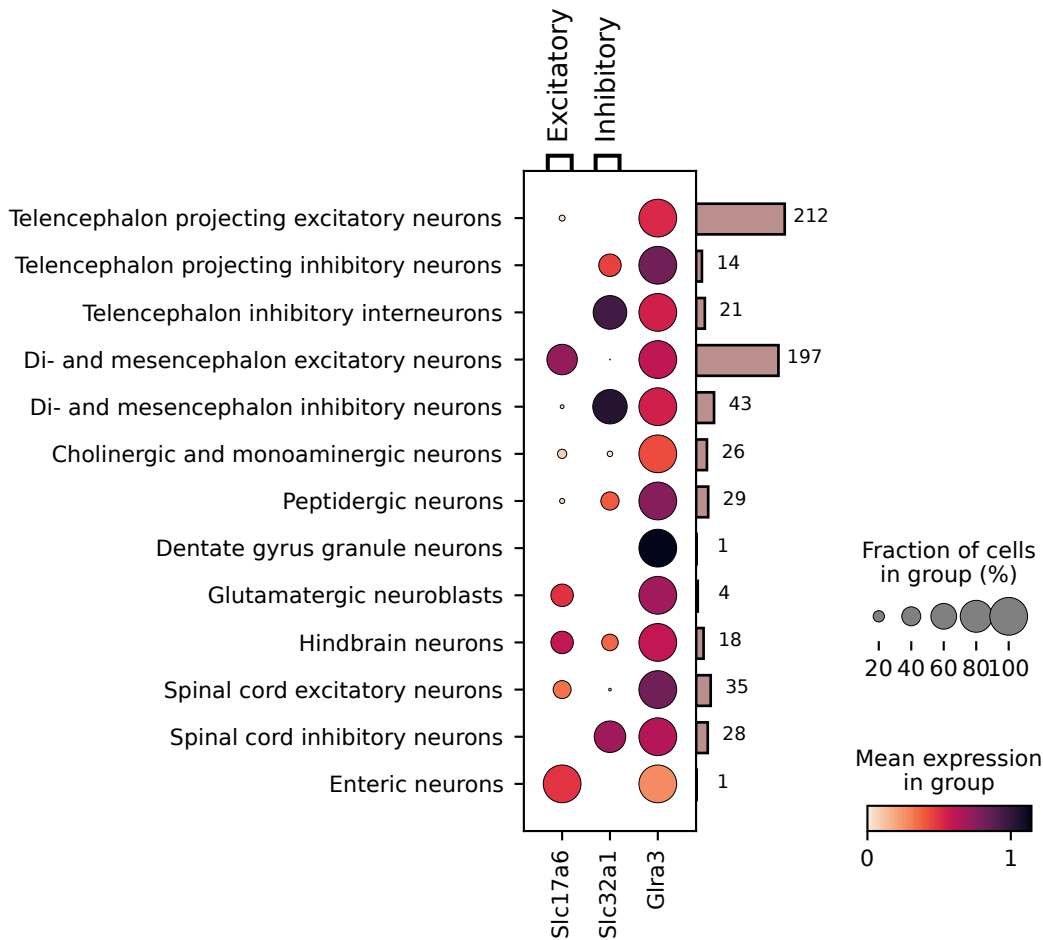 Excitatory
Inhibitory
Telencephalon projecting excitatory neurons
212
Telencephalon projecting inhibitory neurons
14
Telencephalon inhibitory interneurons
21
Di- and mesencephalon excitatory neurons
197
Di- and mesencephalon inhibitory neurons
43
Cholinergic and monoaminergic neurons
26
Peptidergic neurons
29
Dentate gyrus granule neurons
1
Glutamatergic neuroblasts
4
Hindbrain neurons
18
Spinal cord excitatory neurons
35
Spinal cord inhibitory neurons
28
Enteric neurons
1
Slc17a6
Slc32a1
Glra3
Fraction of cells
in group (%)
20 40 60 80 100
Mean expression
in group
0 1